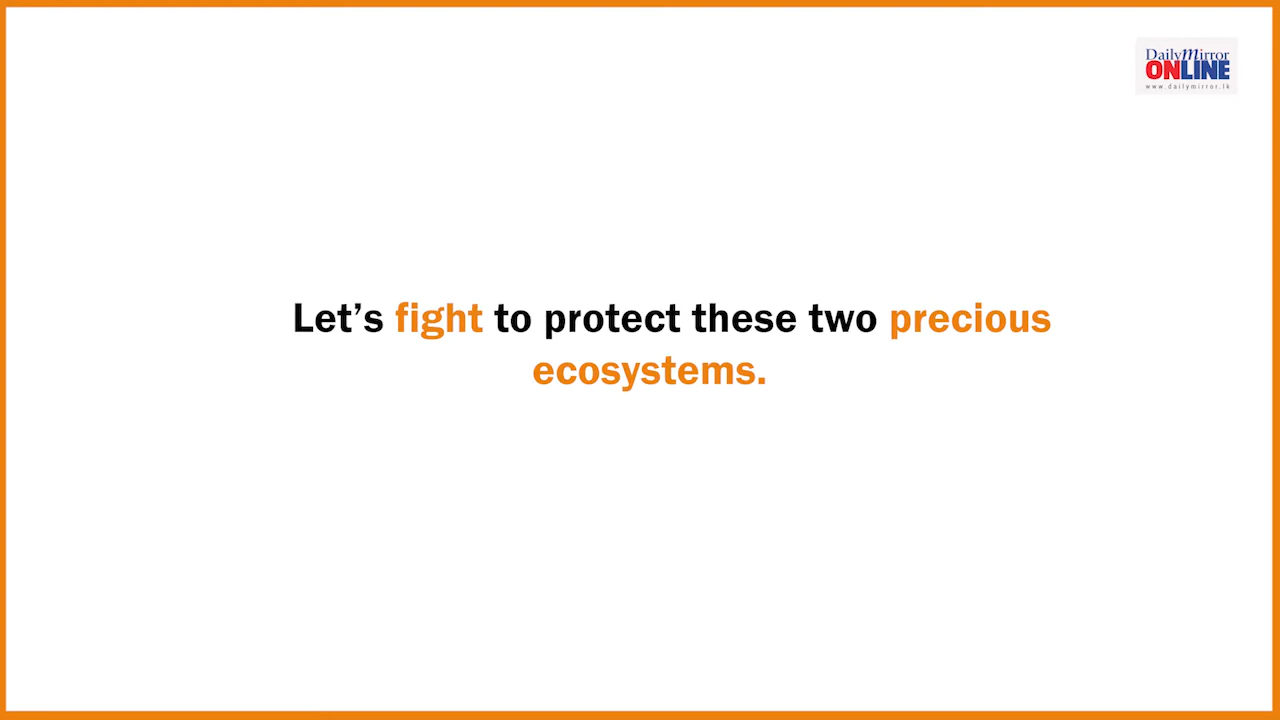 DailyMirror
ONLINE
www.dailymirror.lk
Let’s fight to protect these two precious
ecosystems.